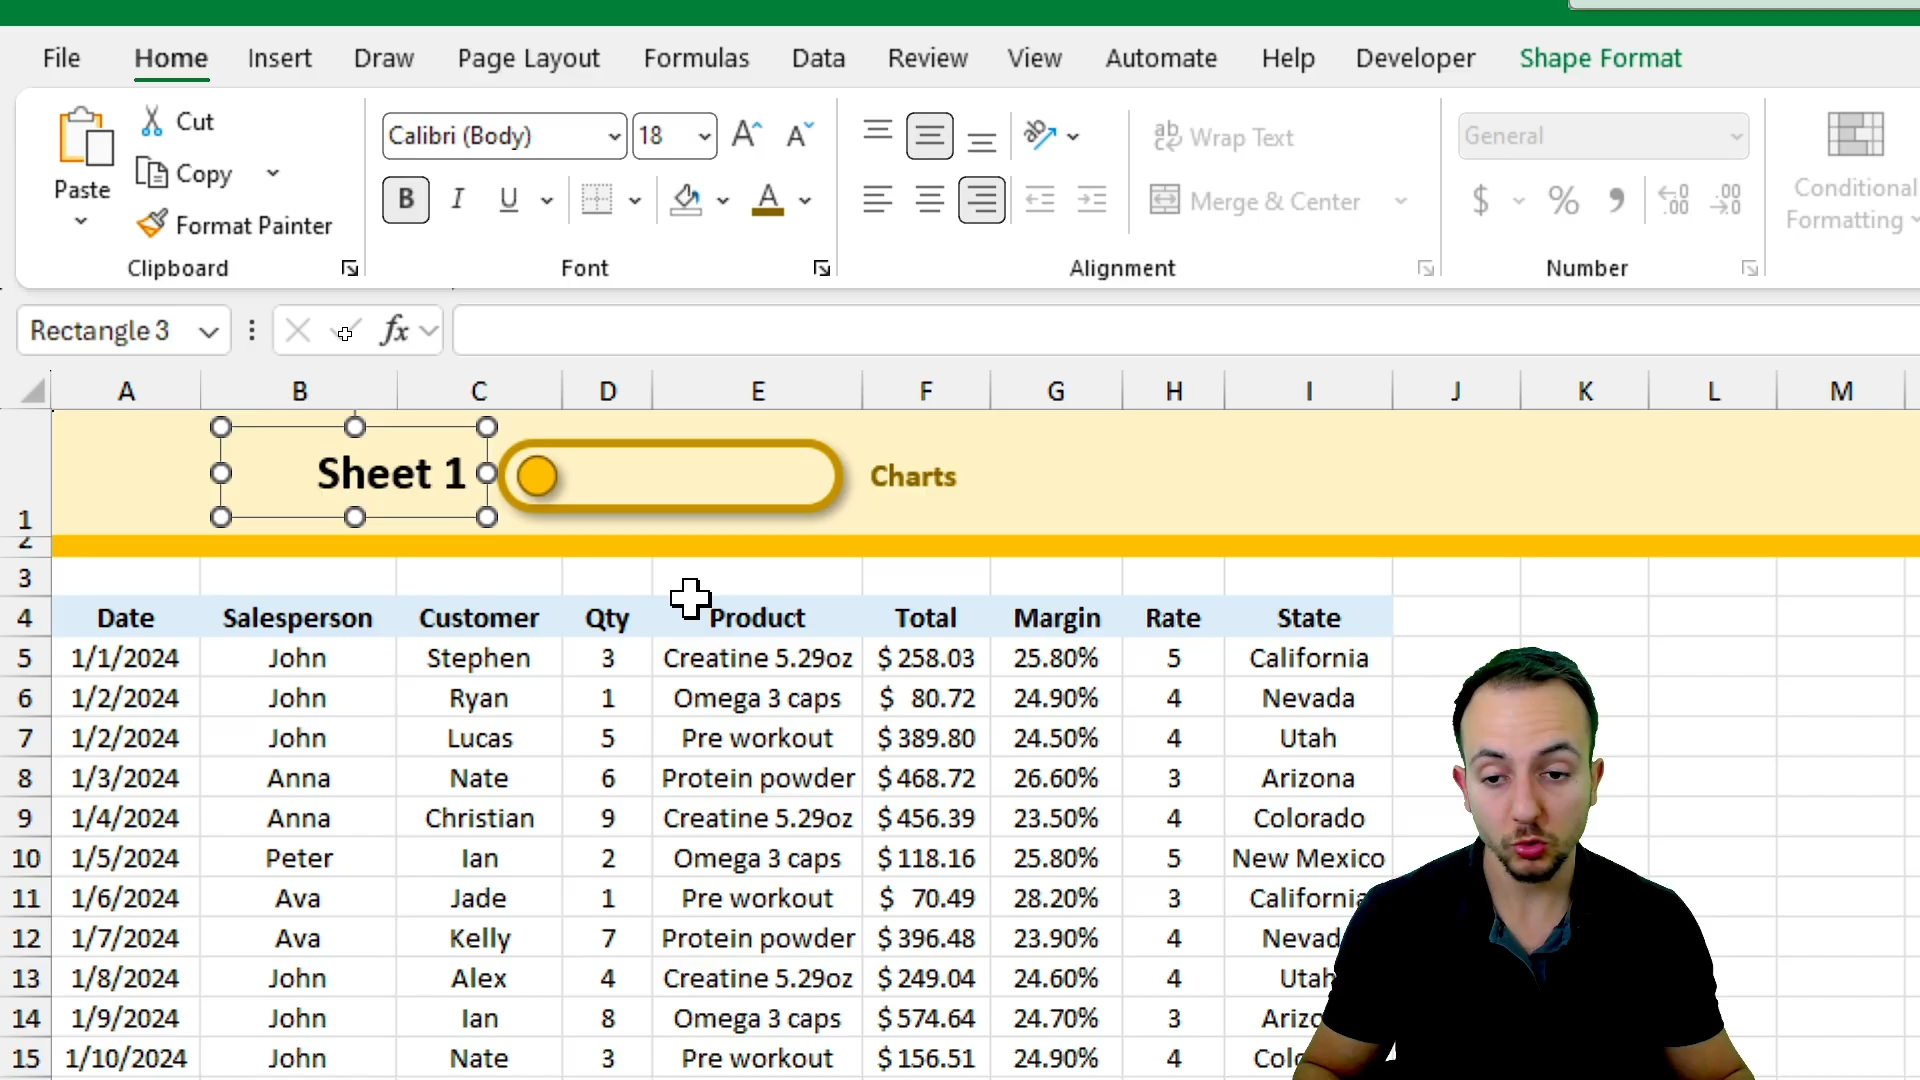 File Home Insert Draw Page Layout Formulas Data Review View Automate Help Developer Shape Format
Paste
Cut
Copy
Format Painter
Clipboard
Calibri (Body) 18
B I U
Font
Wrap Text
Merge & Center
Alignment
General
$ % 9
Number
Conditional
Formatting
Rectangle 3 fx
A B C D E F G H I J K L M
1 Sheet 1 Charts
2
3
4 Date Salesperson Customer Qty Product Total Margin Rate State
5 1/1/2024 John Stephen 3 Creatine 5.29oz $ 258.03 25.80% 5 California
6 1/2/2024 John Ryan 1 Omega 3 caps $ 80.72 24.90% 4 Nevada
7 1/2/2024 John Lucas 5 Pre workout $ 389.80 24.50% 4 Utah
8 1/3/2024 Anna Nate 6 Protein powder $ 468.72 26.60% 3 Arizona
9 1/4/2024 Anna Christian 9 Creatine 5.29oz $ 456.39 23.50% 4 Colorado
10 1/5/2024 Peter Ian 2 Omega 3 caps $ 118.16 25.80% 5 New Mexico
11 1/6/2024 Ava Jade 1 Pre workout $ 70.49 28.20% 3 California
12 1/7/2024 Ava Kelly 7 Protein powder $ 396.48 23.90% 4 Nevad
13 1/8/2024 John Alex 4 Creatine 5.29oz $ 249.04 24.60% 4 Utah
14 1/9/2024 John Ian 8 Omega 3 caps $ 574.64 24.70% 3 Arizo
15 1/10/2024 John Nate 3 Pre workout $ 156.51 24.90% 4 Colo